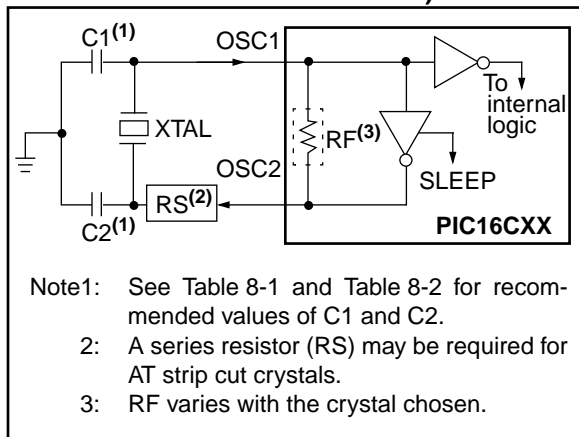 C1(1)
OSC1
To
internal
logic
XTAL
RF(3)
OSC2
SLEEP
RS(2)
C2(1)
PIC16CXX
Note1: See Table 8-1 and Table 8-2 for recom-
mended values of C1 and C2.
2: A series resistor (RS) may be required for
AT strip cut crystals.
3: RF varies with the crystal chosen.